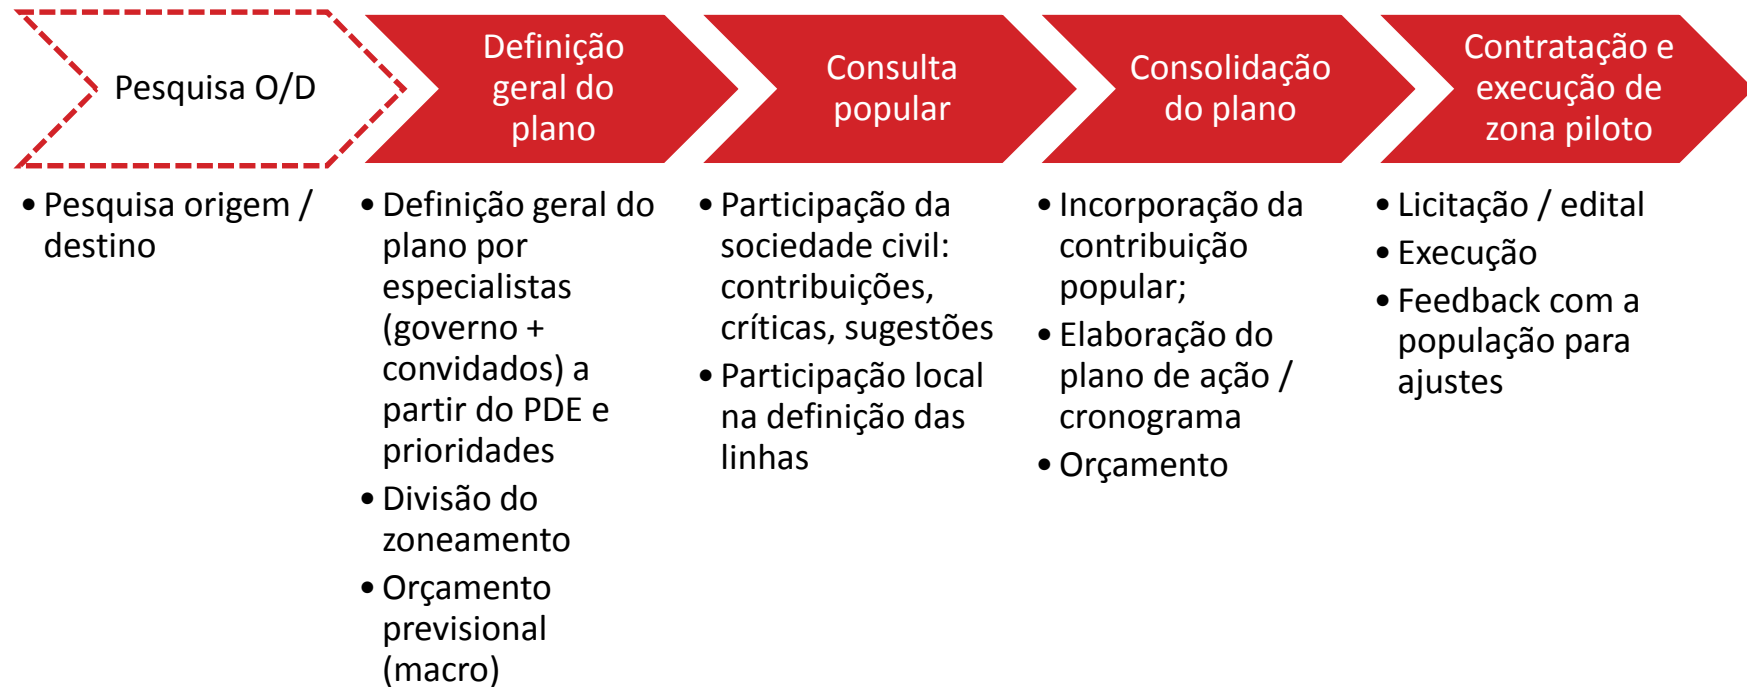 Pesquisa O/D
Definição
geral do
plano
Consulta
popular
Consolidação
do plano
Contratação e
execução de
zona piloto
• Pesquisa origem /
destino
• Definição geral do
plano por
especialistas
(governo +
convidados) a
partir do PDE e
prioridades
• Divisão do
zoneamento
• Orçamento
previsional
(macro)
• Participação da
sociedade civil:
contribuições,
críticas, sugestões
• Participação local
na definição das
linhas
• Incorporação da
contribuição
popular;
• Elaboração do
plano de ação /
cronograma
• Orçamento
• Licitação / edital
• Execução
• Feedback com a
população para
ajustes